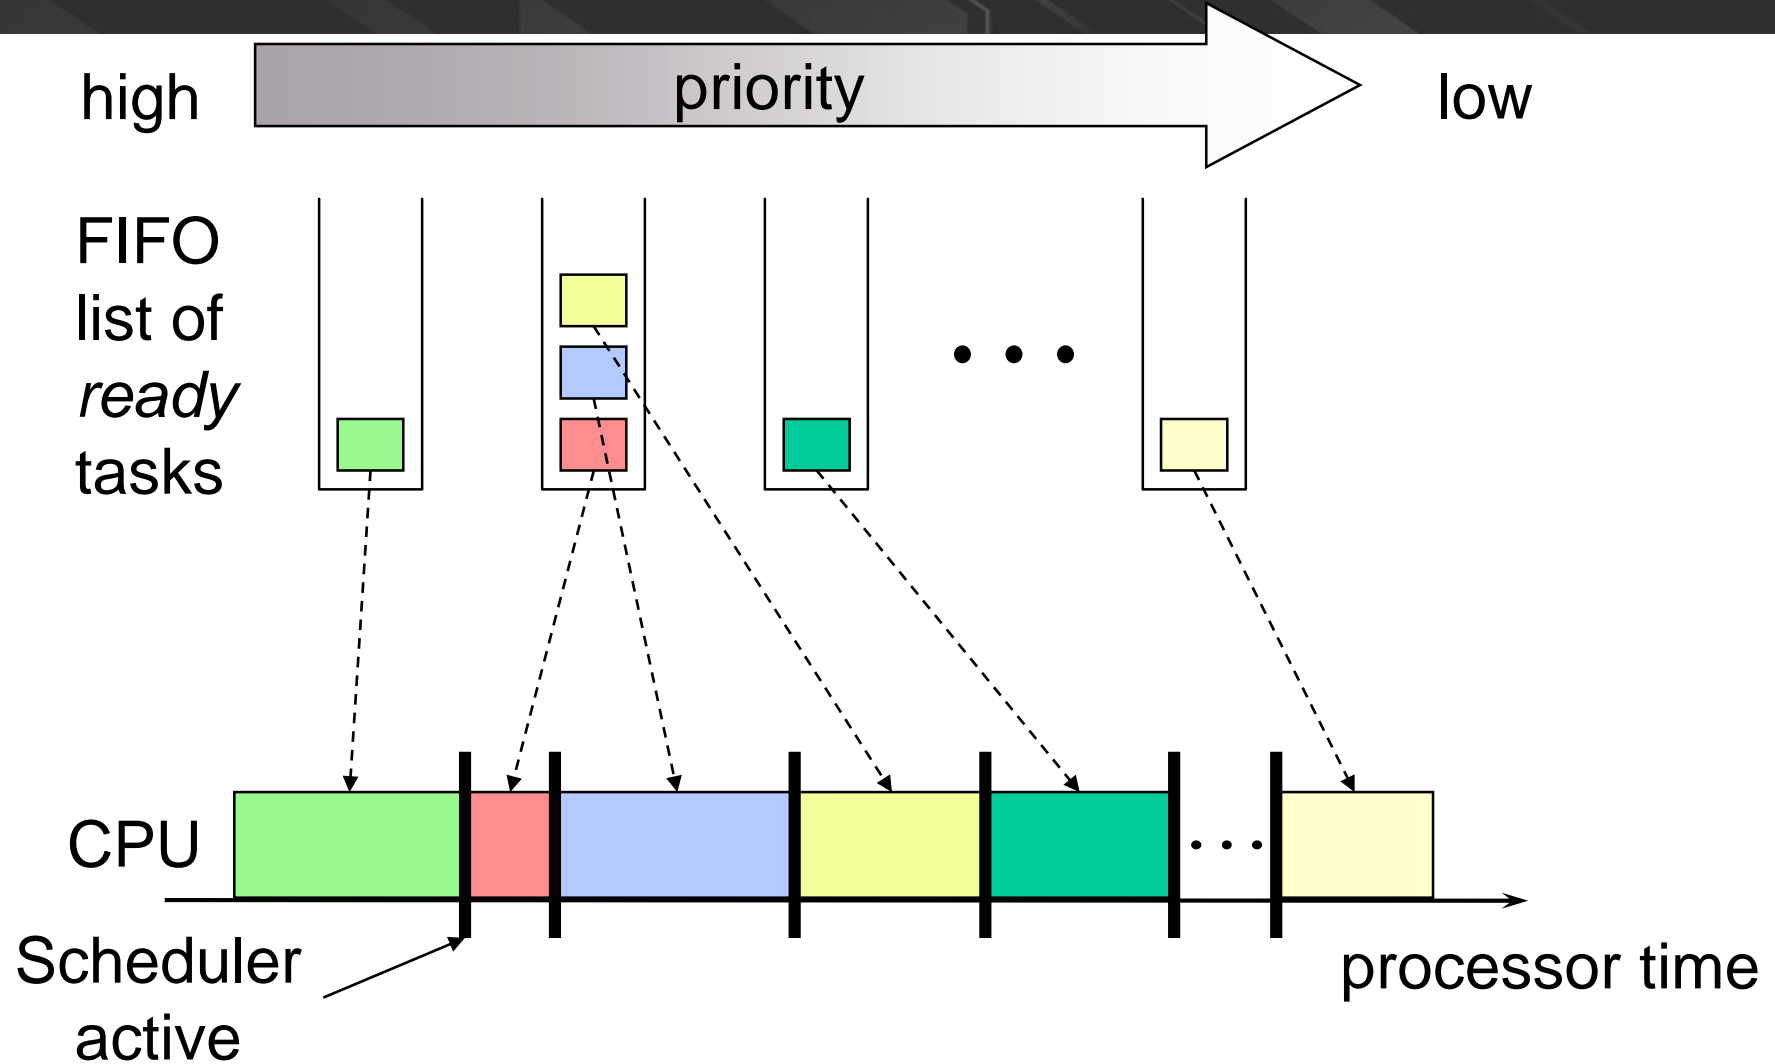 high
priority
low
FIFO
list of
ready
tasks
CPU
Scheduler
active
processor time